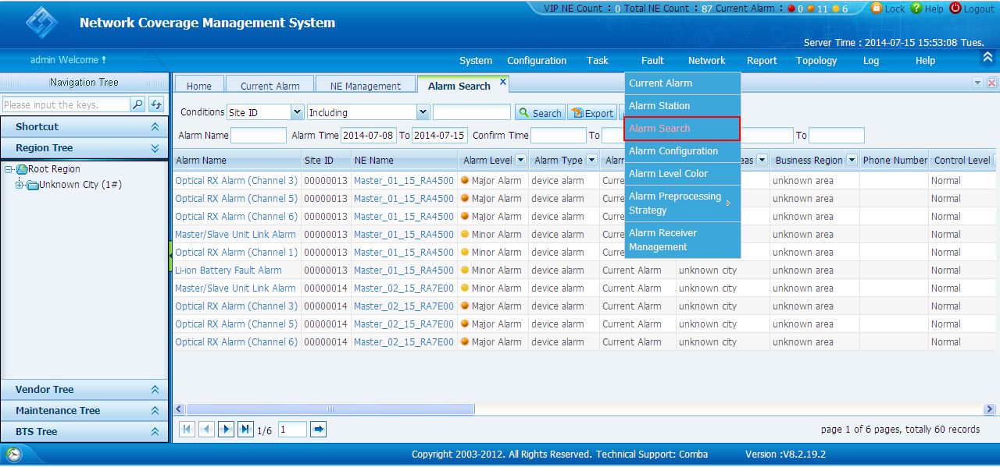 VIP NE Count : 0 Total NE Count : 87 Current Alarm : 0 11 6 Lock Help Logout
Network Coverage Management System
Server Time : 2014-07-15 15:53:08 Tues.
admin Welcome !
System Configuration Task Fault Network Report Topology Log Help
Navigation Tree
Home Current Alarm NE Management Alarm Search x
Please input the keys.
Conditions Site ID Including Search Export
Alarm Name Alarm Time 2014-07-08 To 2014-07-15 Confirm Time To To
Shortcut
Region Tree
Root Region
Unknown City (1#)
Vendor Tree
Maintenance Tree
BTS Tree
Current Alarm
Alarm Station
Alarm Search
Alarm Configuration
Alarm Level Color
Alarm Preprocessing
Strategy
Alarm Receiver
Management
Alarm Name Site ID NE Name Alarm Level Alarm Type Business Region Phone Number Control Level
Optical RX Alarm (Channel 3) 00000013 Master_01_15_RA4500 Major Alarm device alarm unknown area Normal
Optical RX Alarm (Channel 5) 00000013 Master_01_15_RA4500 Major Alarm device alarm unknown area Normal
Optical RX Alarm (Channel 6) 00000013 Master_01_15_RA4500 Major Alarm device alarm unknown area Normal
Master/Slave Unit Link Alarm 00000013 Master_01_15_RA4500 Minor Alarm device alarm unknown area Normal
Optical RX Alarm (Channel 1) 00000013 Master_01_15_RA4500 Minor Alarm device alarm unknown area Normal
Li-ion Battery Fault Alarm 00000013 Master_01_15_RA4500 Minor Alarm device alarm Current Alarm unknown city unknown area Normal
Master/Slave Unit Link Alarm 00000014 Master_02_15_RA7E00 Minor Alarm device alarm Current Alarm unknown city unknown area Normal
Optical RX Alarm (Channel 3) 00000014 Master_02_15_RA7E00 Major Alarm device alarm Current Alarm unknown city unknown area Normal
Optical RX Alarm (Channel 5) 00000014 Master_02_15_RA7E00 Major Alarm device alarm Current Alarm unknown city unknown area Normal
Optical RX Alarm (Channel 6) 00000014 Master_02_15_RA7E00 Major Alarm device alarm Current Alarm unknown city unknown area Normal
1/6 1
page 1 of 6 pages, totally 60 records
Copyright 2003-2012. All Rights Reserved. Technical Support: Comba Version :V8.2.19.2